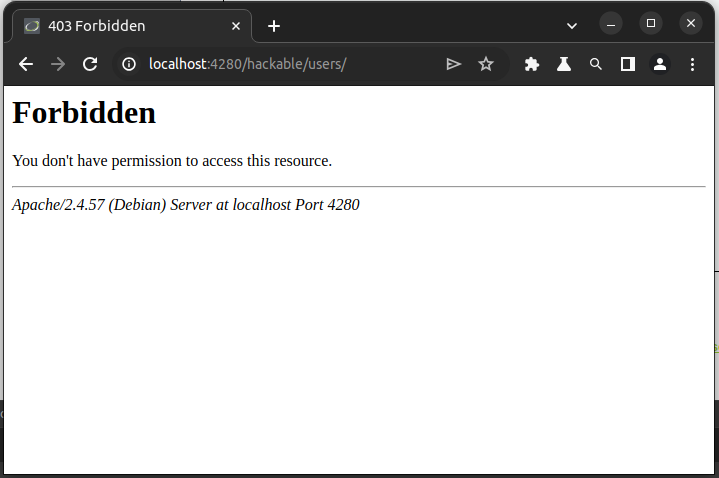 403 Forbidden
localhost:4280/hackable/users/
Forbidden
You don't have permission to access this resource.
Apache/2.4.57 (Debian) Server at localhost Port 4280